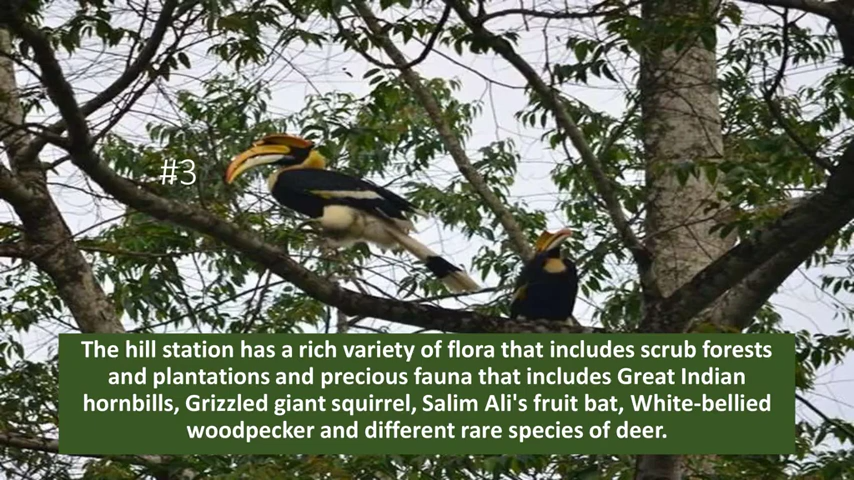 #3
The hill station has a rich variety of flora that includes scrub forests
and plantations and precious fauna that includes Great Indian
hornbills, Grizzled giant squirrel, Salim Ali's fruit bat, White-bellied
woodpecker and different rare species of deer.